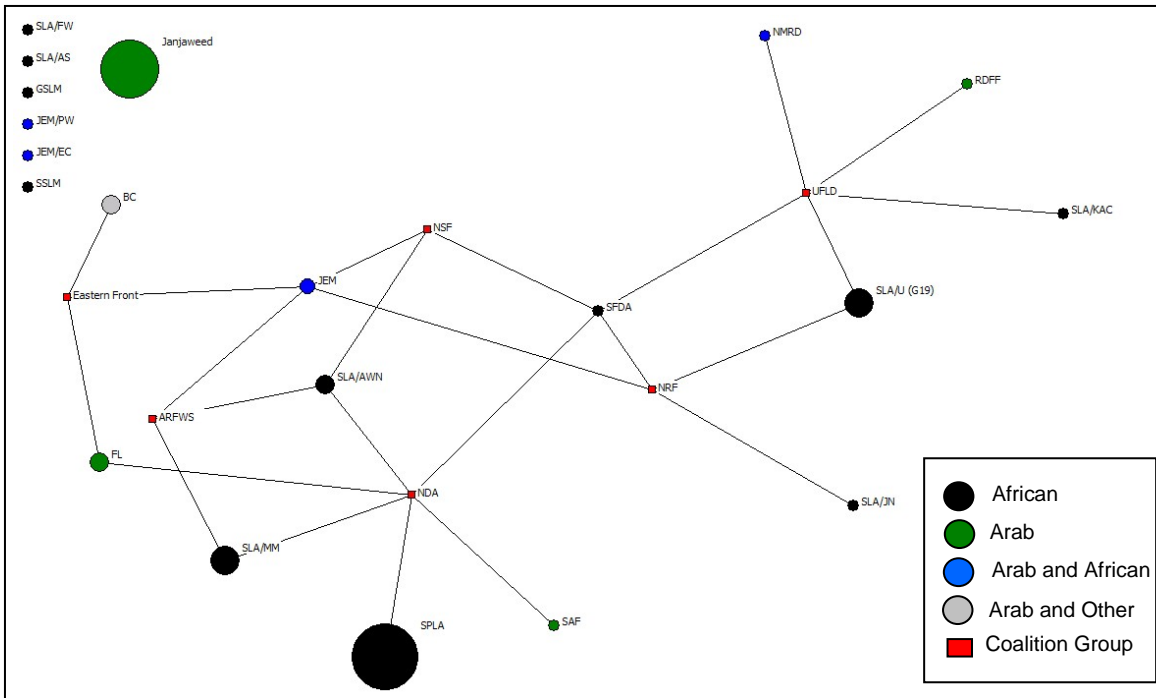 SLA/FW
Janjaweed
SLA/AS
GSLM
JEM/PW
JEM/EC
SSLM
NMRD
RDFF
BC
UFLD
SLA/KAC
NSF
JEM
Eastern Front
SLA/U (G19)
SFDA
SLA/AWN
NRF
ARFWS
FL
NDA
SLA/JN
SLA/MM
SPLA
SAF
African
Arab
Arab and African
Arab and Other
Coalition Group